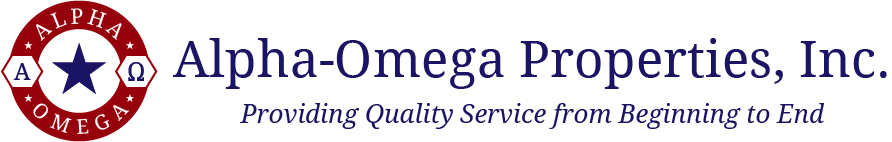 ALPHA
A Ω
OMEGA
Alpha-Omega Properties, Inc.
Providing Quality Service from Beginning to End